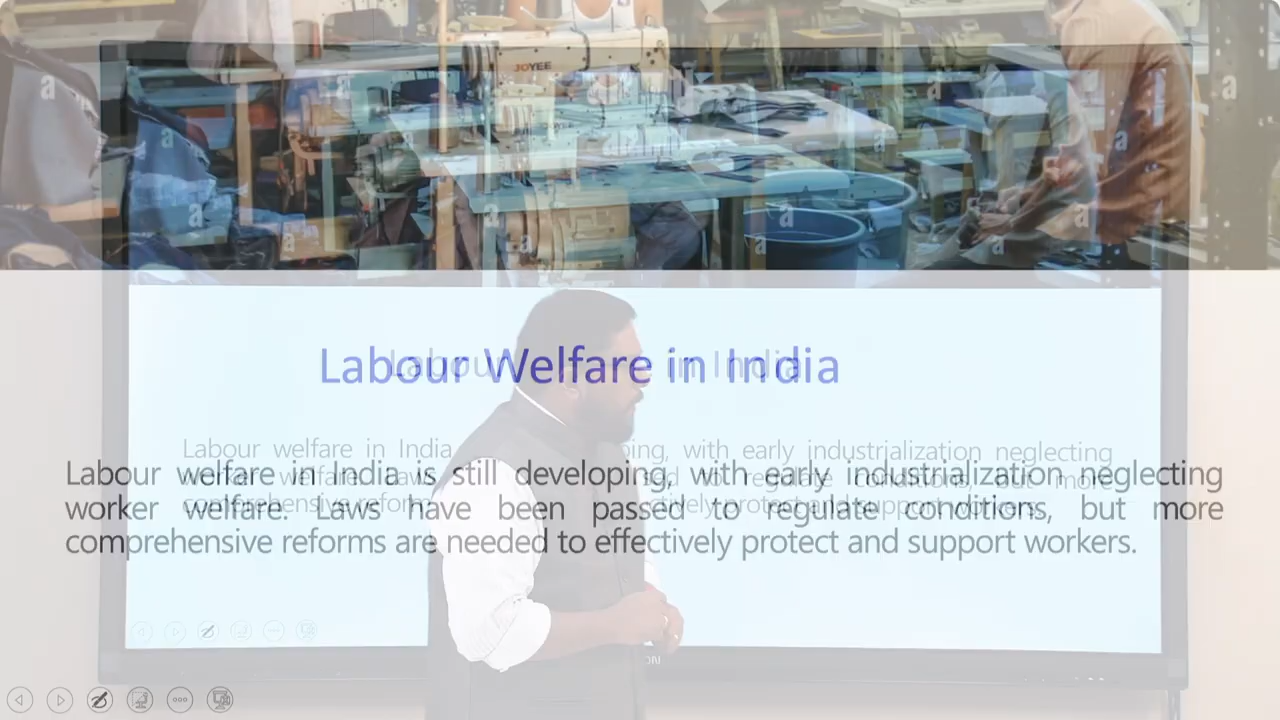 JOYEE
Labour Welfare in India
Labour welfare in India is still developing, with early industrialization neglecting
worker welfare. Laws have been passed to regulate conditions, but more
comprehensive reforms are needed to effectively protect and support workers.